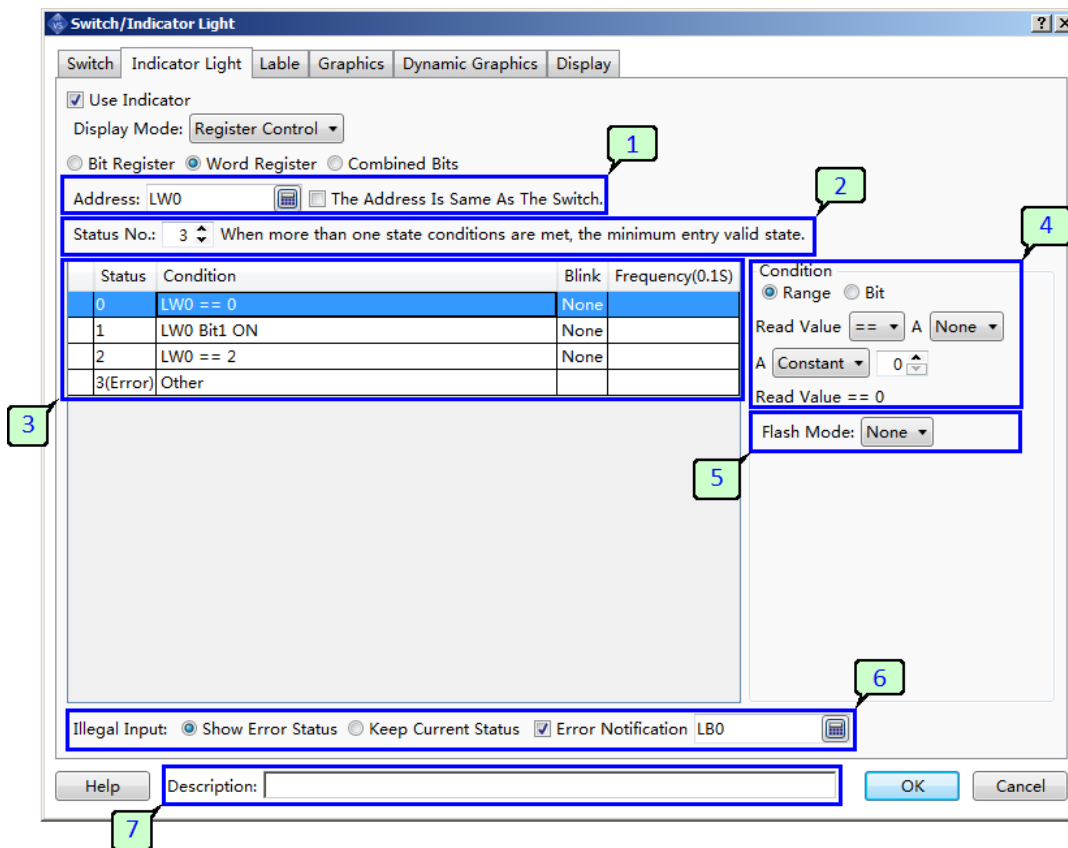 VS Switch/Indicator Light ? X
Switch Indicator Light Lable Graphics Dynamic Graphics Display
Use Indicator
Display Mode: Register Control
1
Bit Register Word Register Combined Bits
2
Address: LW0 The Address Is Same As The Switch.
4
Status No.: 3 When more than one state conditions are met, the minimum entry valid state.
Status Condition Blink Frequency(0.1S)
0 LW0 == 0 None
1 LW0 Bit1 ON None
2 LW0 == 2 None
3(Error) Other
3
Condition
Range Bit
Read Value == A None
A Constant 0
Read Value == 0
Flash Mode: None
5
6
Illegal Input: Show Error Status Keep Current Status Error Notification LB0
Help Description: OK Cancel
7